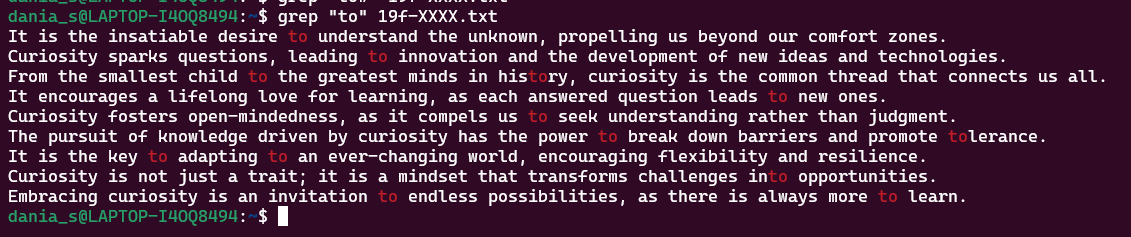 dania_s@LAPTOP-I4OQ8494:~$ grep "to" 19f-XXXX.txt
It is the insatiable desire to understand the unknown, propelling us beyond our comfort zones.
Curiosity sparks questions, leading to innovation and the development of new ideas and technologies.
From the smallest child to the greatest minds in history, curiosity is the common thread that connects us all.
It encourages a lifelong love for learning, as each answered question leads to new ones.
Curiosity fosters open-mindedness, as it compels us to seek understanding rather than judgment.
The pursuit of knowledge driven by curiosity has the power to break down barriers and promote tolerance.
It is the key to adapting to an ever-changing world, encouraging flexibility and resilience.
Curiosity is not just a trait; it is a mindset that transforms challenges into opportunities.
Embracing curiosity is an invitation to endless possibilities, as there is always more to learn.
dania_s@LAPTOP-I4OQ8494:~$